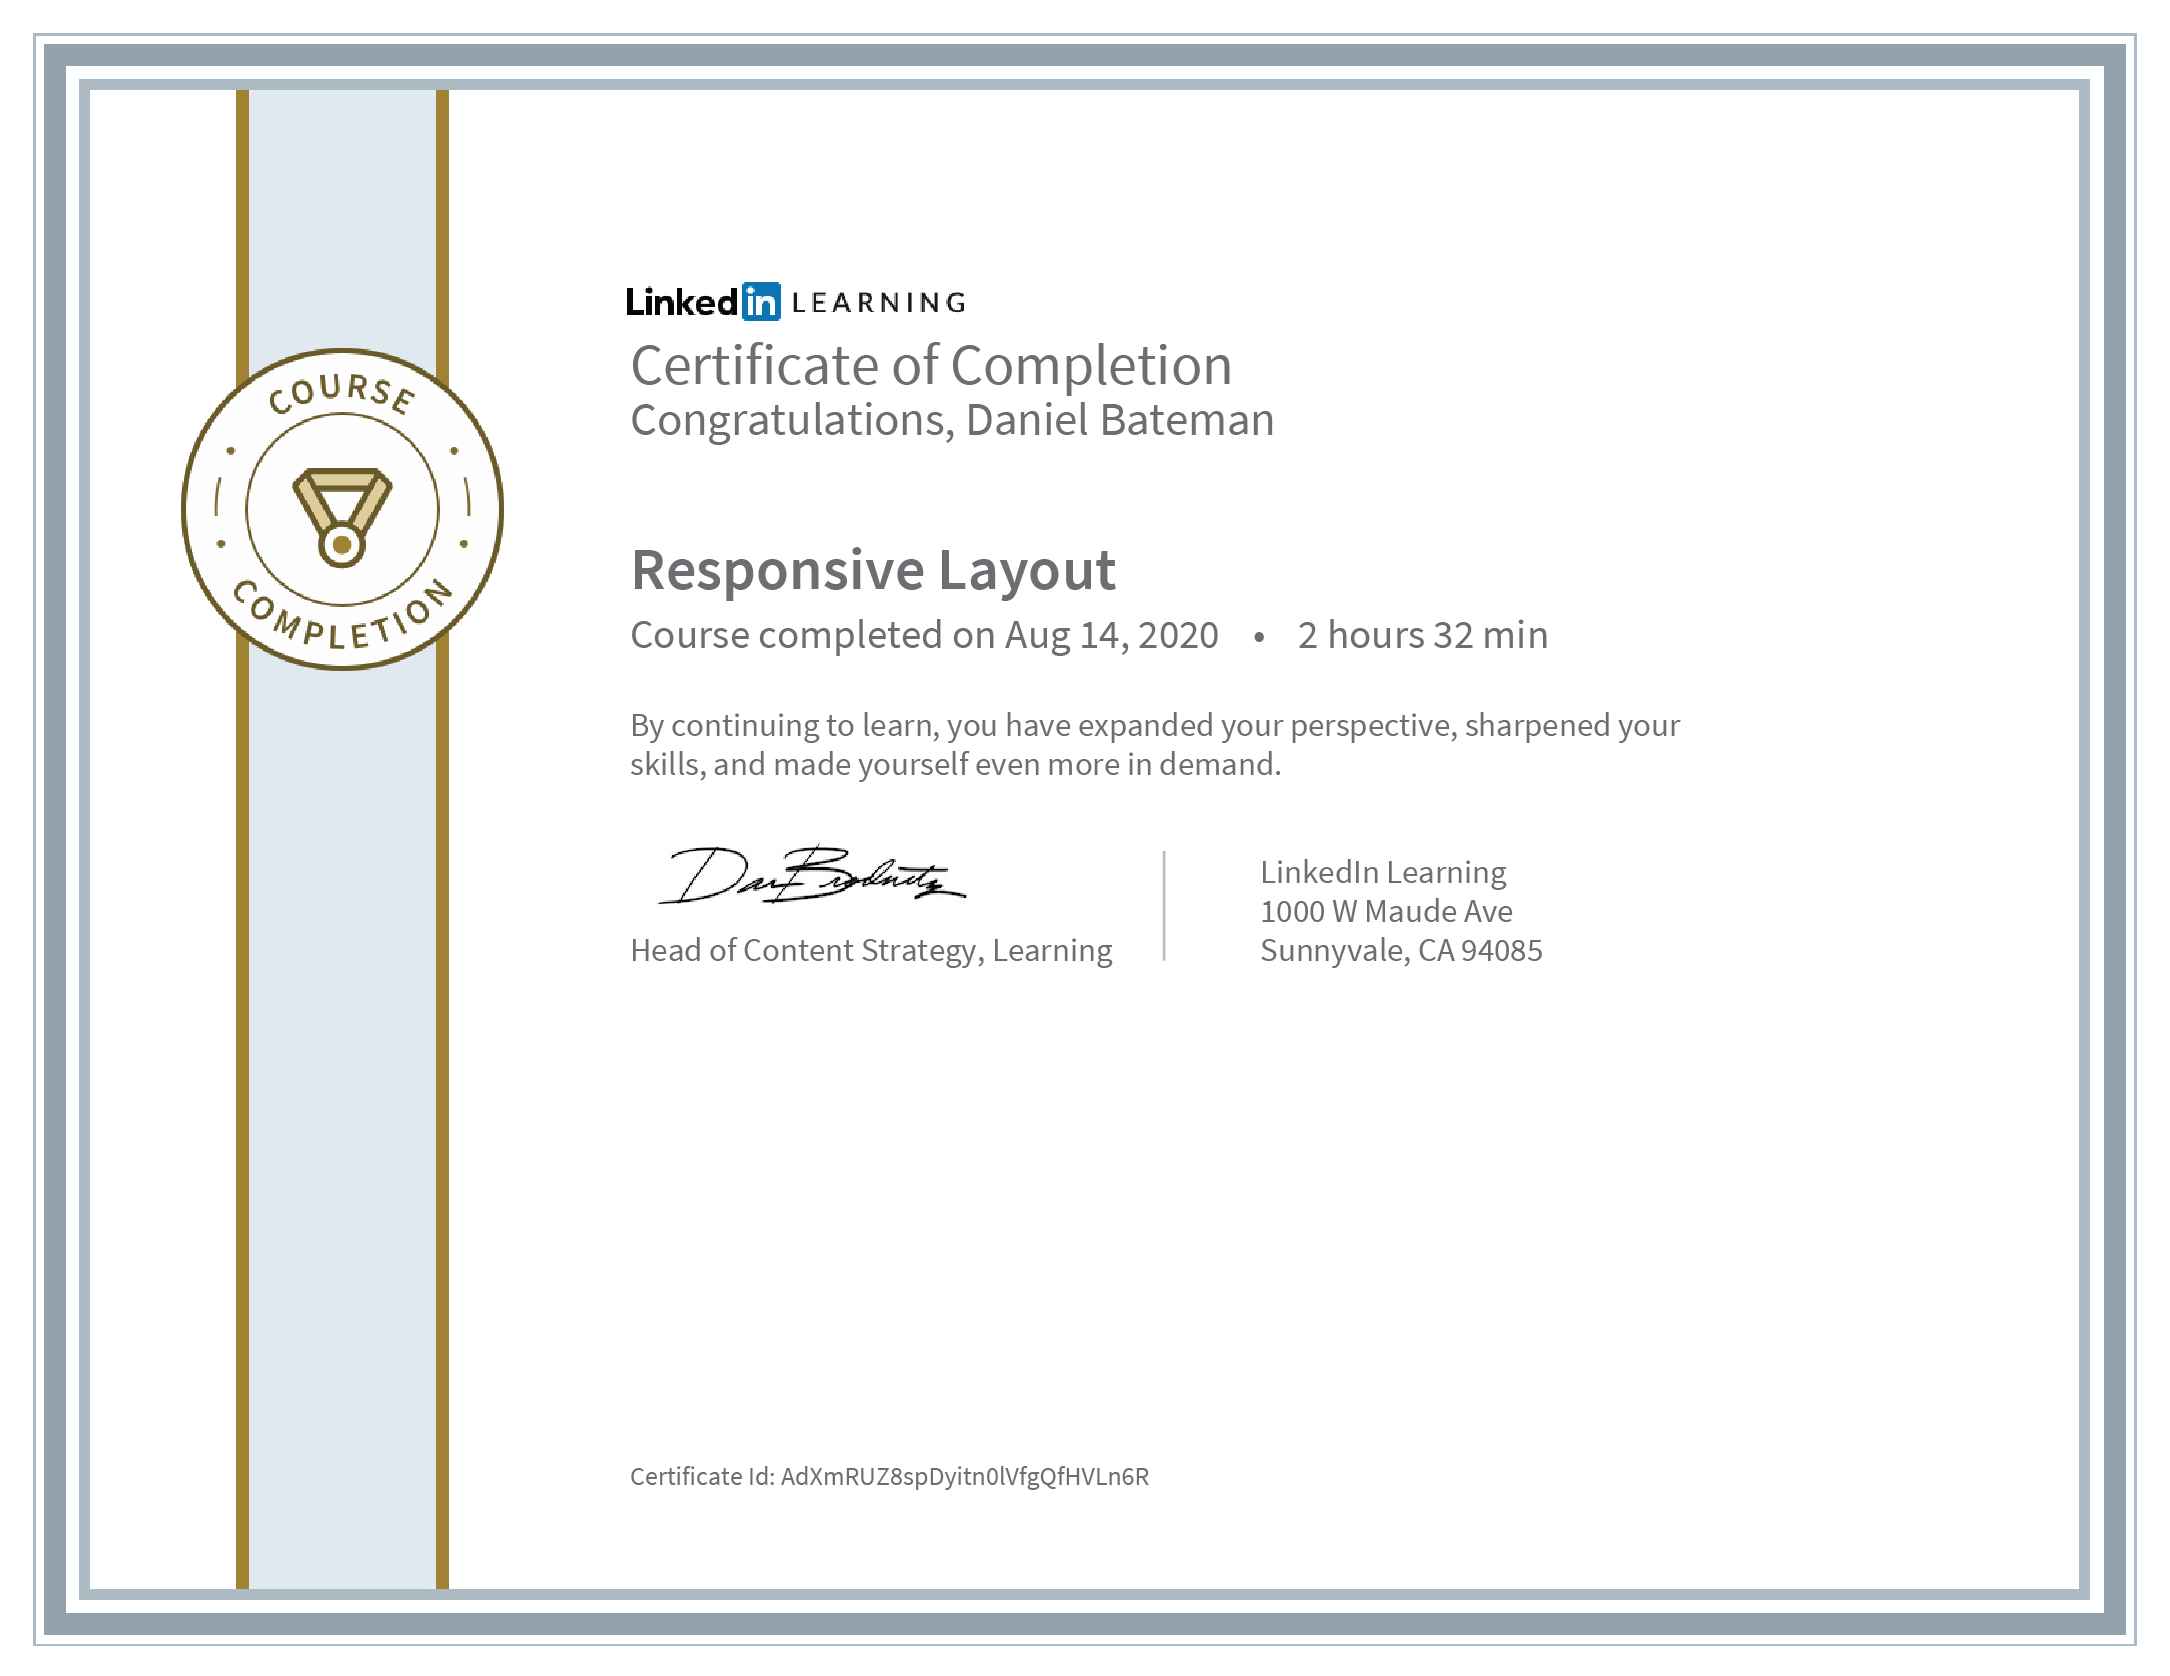 COURSE
COMPLETION
Linkedin LEARNING
Certificate of Completion
Congratulations, Daniel Bateman
Responsive Layout
Course completed on Aug 14, 2020 • 2 hours 32 min
By continuing to learn, you have expanded your perspective, sharpened your
skills, and made yourself even more in demand.
Head of Content Strategy, Learning
LinkedIn Learning
1000 W Maude Ave
Sunnyvale, CA 94085
Certificate Id: AdXmRUZ8spDyitn0lVfgQfHVLn6R